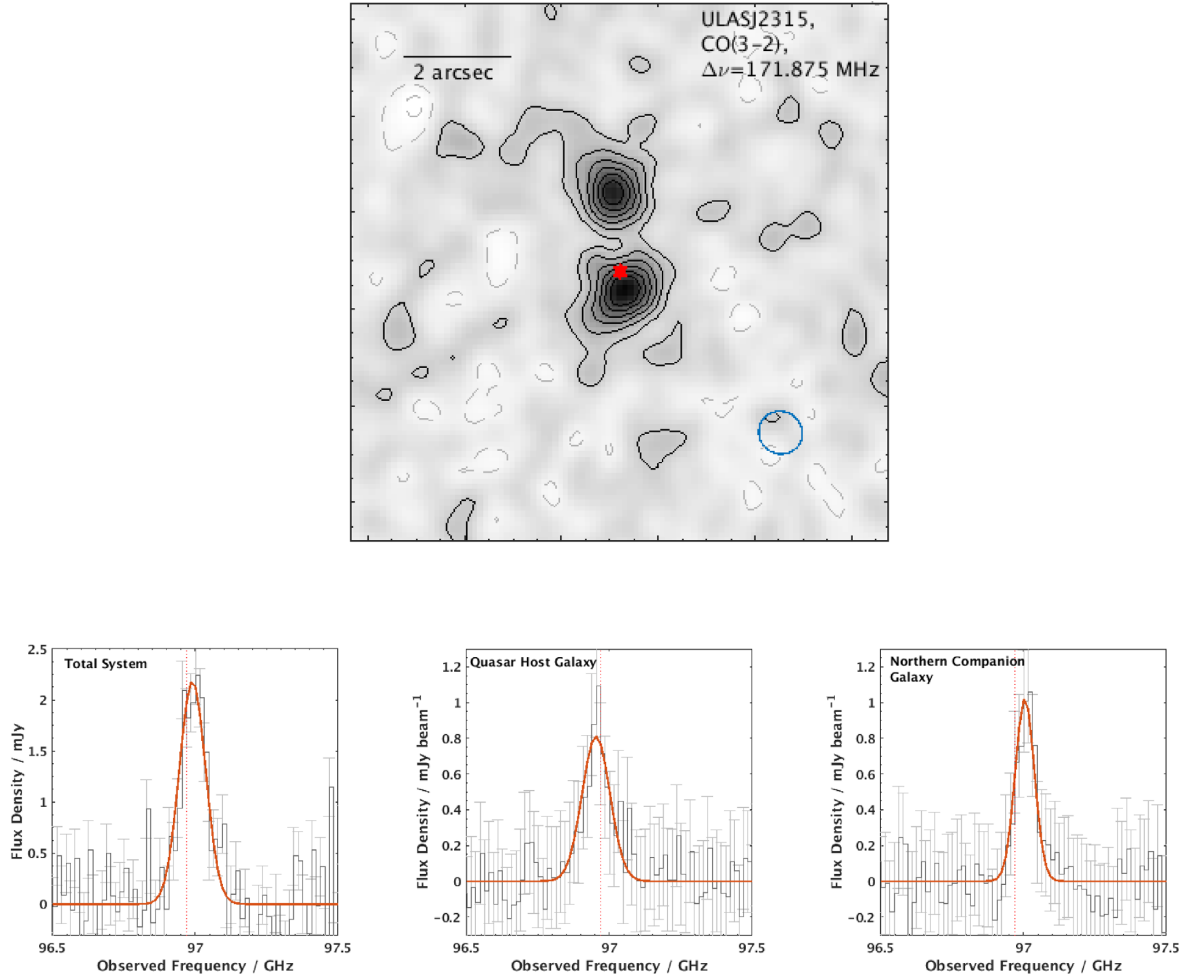 ULASJ2315,
CO(3-2),
Δν=171.875 MHz
2 arcsec
Total System
2.5
2
1.5
1
0.5
0
Flux Density / mJy
96.5
97
97.5
Observed Frequency / GHz
Quasar Host Galaxy
1.2
1
0.8
0.6
0.4
0.2
0
-0.2
Flux Density / mJy beam⁻¹
96.5
97
97.5
Observed Frequency / GHz
Northern Companion
Galaxy
1.2
1
0.8
0.6
0.4
0.2
0
-0.2
Flux Density / mJy beam⁻¹
96.5
97
97.5
Observed Frequency / GHz